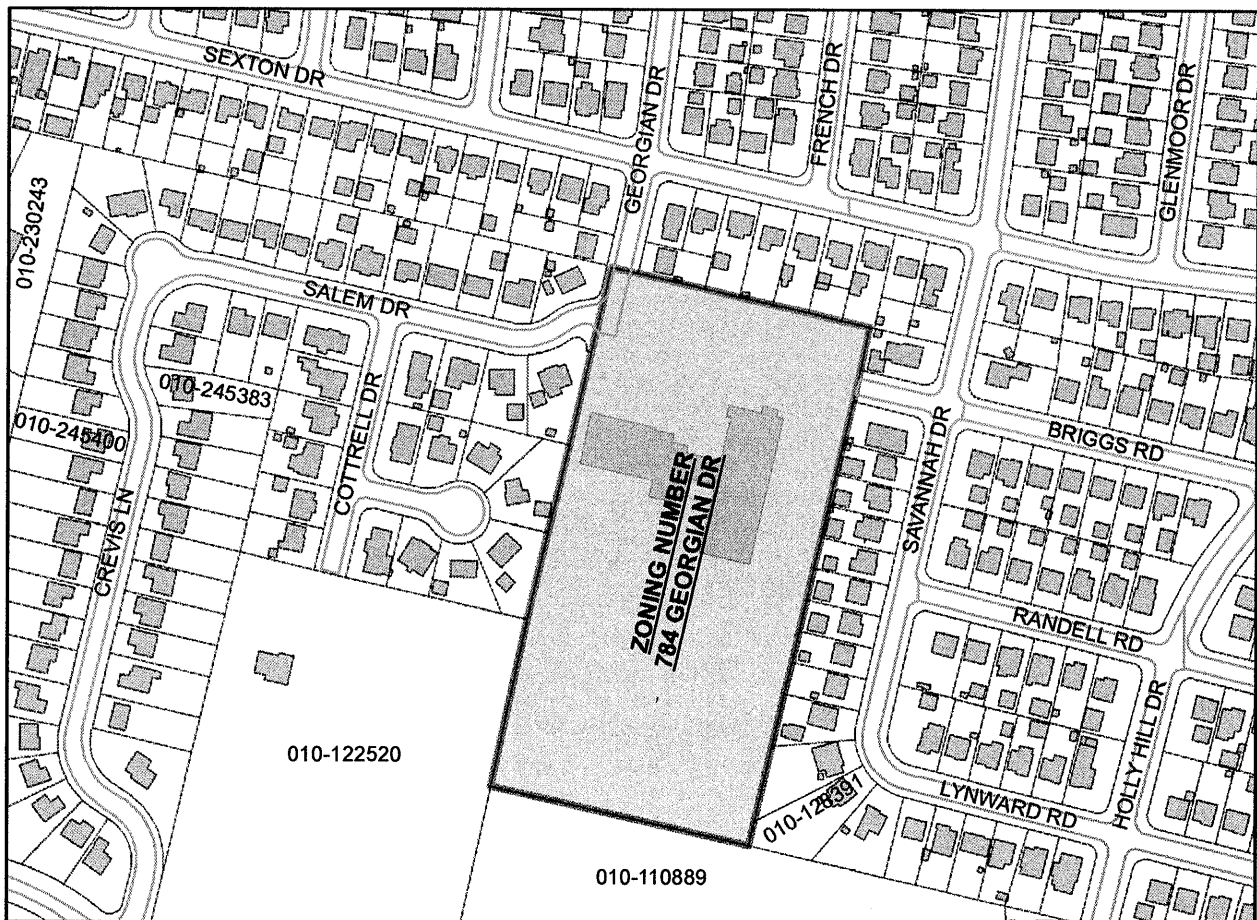 SEXTON DR
GEORGIAN DR
FRENCH DR
GLENMOOR DR
010-230243
SALEM DR
010-245383
COTTRELL DR
010-245400
CREVIS LN
ZONING NUMBER
784 GEORGIAN DR
SAVANNAH DR
BRIGGS RD
RANDELL RD
HOLLY HILL DR
LYNWARD RD
010-122520
010-128391
010-110889